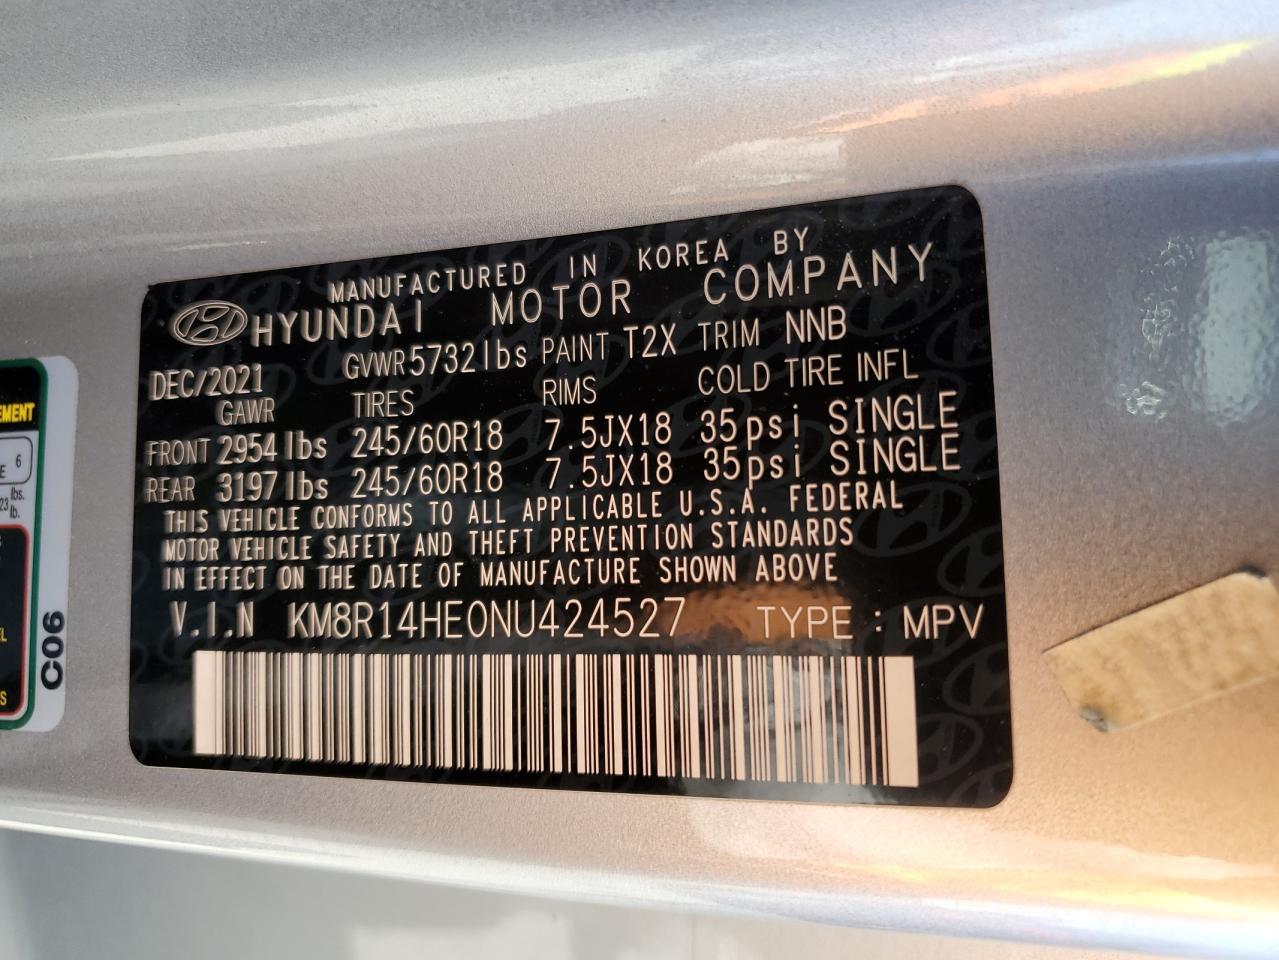 MANUFACTURED IN KOREA BY
HYUNDAI MOTOR COMPANY
DEC/2021 GVWR 5732 lbs PAINT T2X TRIM NNB
GAWR TIRES RIMS COLD TIRE INFL
FRONT 2954 lbs 245/60R18 7.5JX18 35psi SINGLE
REAR 3197 lbs 245/60R18 7.5JX18 35psi SINGLE
THIS VEHICLE CONFORMS TO ALL APPLICABLE U.S.A. FEDERAL
MOTOR VEHICLE SAFETY AND THEFT PREVENTION STANDARDS
IN EFFECT ON THE DATE OF MANUFACTURE SHOWN ABOVE
V.I.N KM8R14HE0NU424527 TYPE : MPV
6
lbs.
lb.
C06